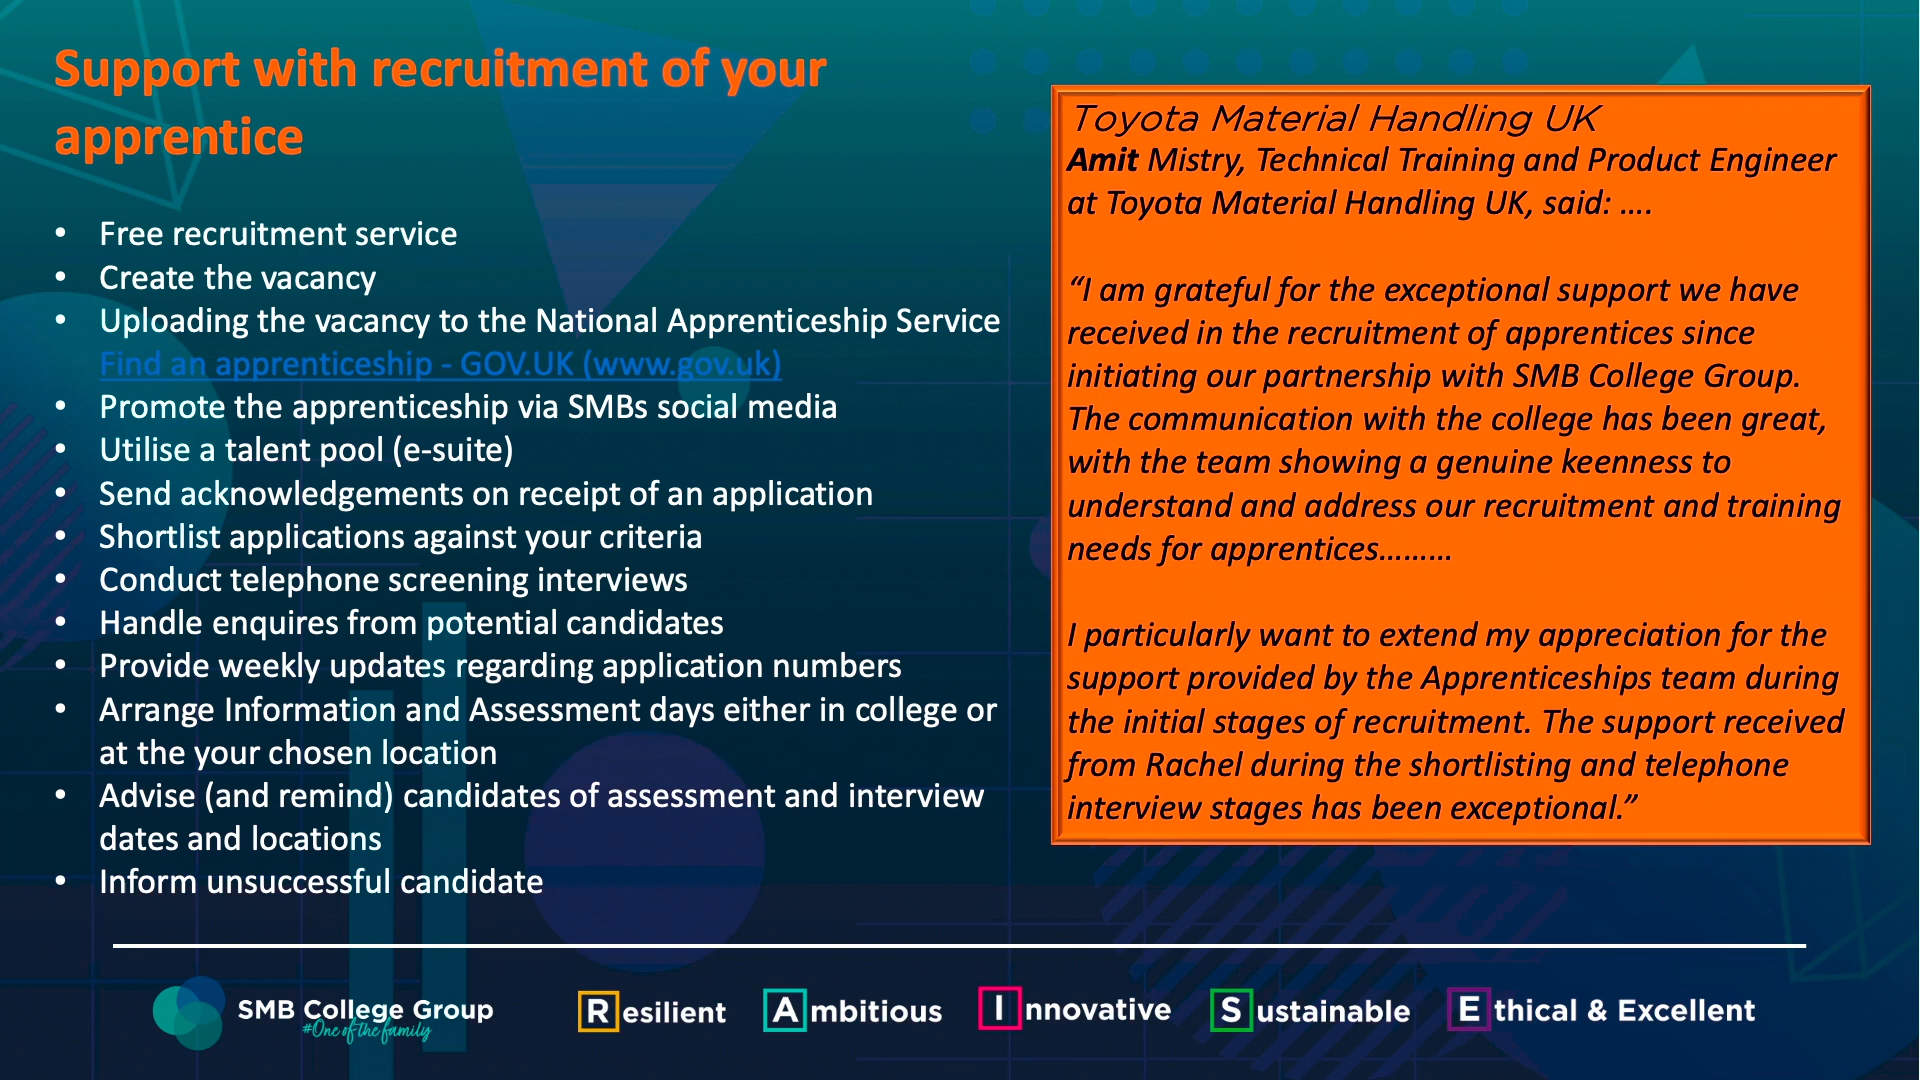 Support with recruitment of your
apprentice
• Free recruitment service
• Create the vacancy
• Uploading the vacancy to the National Apprenticeship Service
Find an apprenticeship - GOV.UK (www.gov.uk)
• Promote the apprenticeship via SMBs social media
• Utilise a talent pool (e-suite)
• Send acknowledgements on receipt of an application
• Shortlist applications against your criteria
• Conduct telephone screening interviews
• Handle enquires from potential candidates
• Provide weekly updates regarding application numbers
• Arrange Information and Assessment days either in college or
at the your chosen location
• Advise (and remind) candidates of assessment and interview
dates and locations
• Inform unsuccessful candidate
Toyota Material Handling UK
Amit Mistry, Technical Training and Product Engineer
at Toyota Material Handling UK, said: ….
“I am grateful for the exceptional support we have
received in the recruitment of apprentices since
initiating our partnership with SMB College Group.
The communication with the college has been great,
with the team showing a genuine keenness to
understand and address our recruitment and training
needs for apprentices………
I particularly want to extend my appreciation for the
support provided by the Apprenticeships team during
the initial stages of recruitment. The support received
from Rachel during the shortlisting and telephone
interview stages has been exceptional.”
SMB College Group
#One of the family
Resilient Ambitious Innovative Sustainable Ethical & Excellent